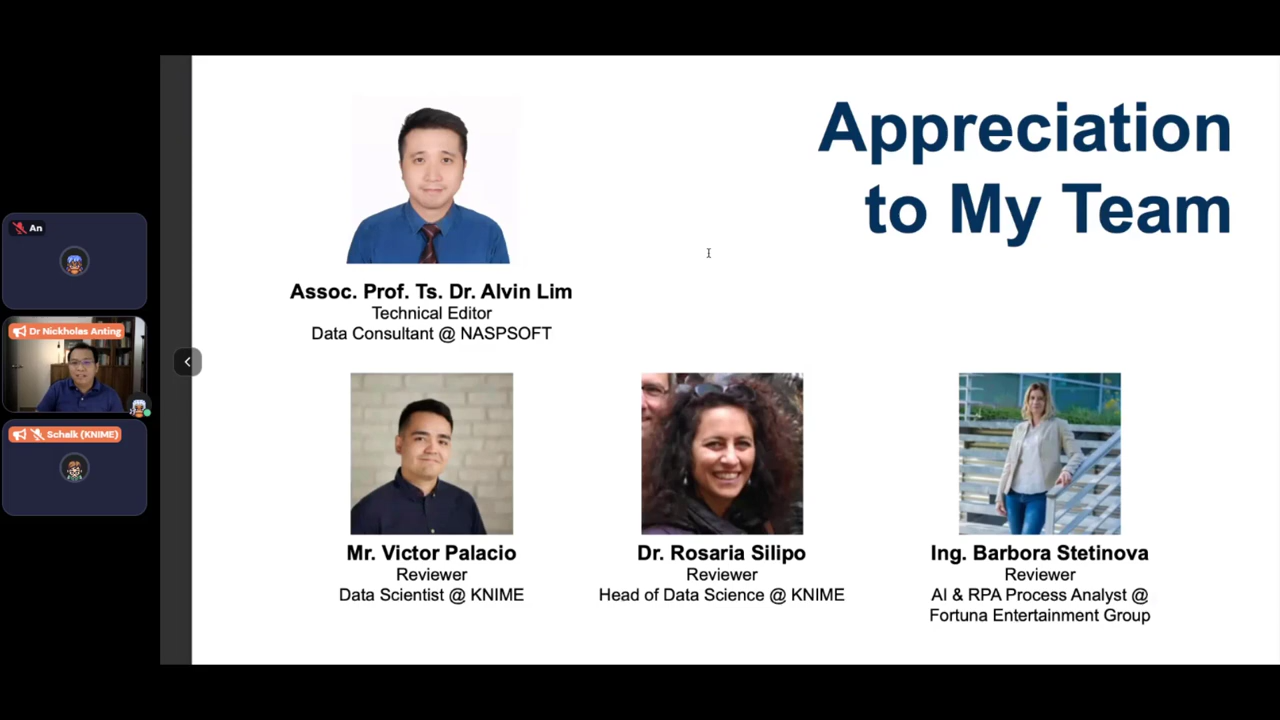 An
Dr Nickholas Anting
Schalk (KNIME)
Appreciation
to My Team
Assoc. Prof. Ts. Dr. Alvin Lim
Technical Editor
Data Consultant @ NASPSOFT
Mr. Victor Palacio
Reviewer
Data Scientist @ KNIME
Dr. Rosaria Silipo
Reviewer
Head of Data Science @ KNIME
Ing. Barbora Stetinova
Reviewer
AI & RPA Process Analyst @
Fortuna Entertainment Group